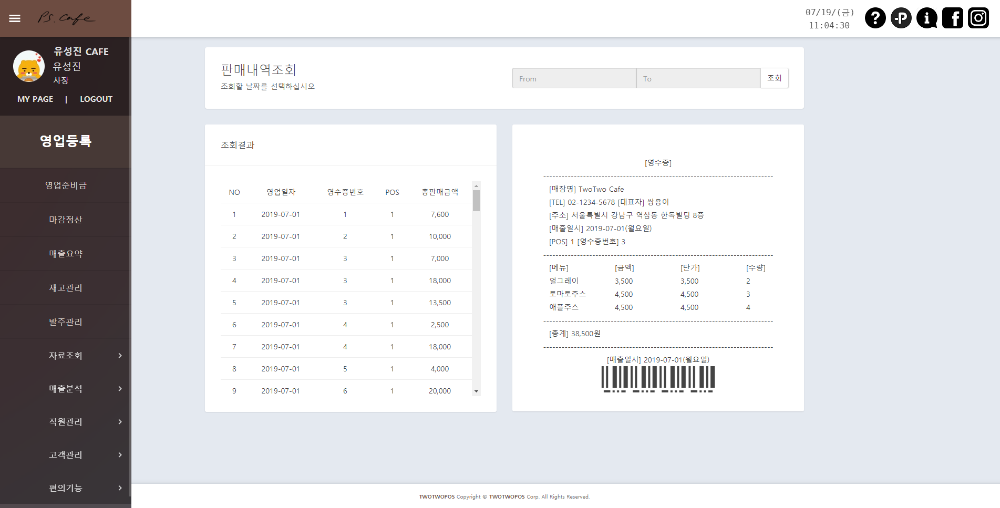 Ps. Cafe
07/19/(금)
11:04:30
유성진 CAFE
유성진
사장
MY PAGE | LOGOUT
영업등록
영업준비금
마감정산
매출요약
재고관리
발주관리
자료조회
매출분석
직원관리
고객관리
편의기능
판매내역조회
조회할 날짜를 선택하십시오
From To 조회
조회결과
NO 영업일자 영수증번호 POS 총판매금액
1 2019-07-01 1 1 7,600
2 2019-07-01 2 1 10,000
3 2019-07-01 3 1 7,000
4 2019-07-01 3 1 18,000
5 2019-07-01 3 1 13,500
6 2019-07-01 4 1 2,500
7 2019-07-01 4 1 18,000
8 2019-07-01 5 1 4,000
9 2019-07-01 6 1 20,000
[영수증]
[매장명] TwoTwo Cafe
[TEL] 02-1234-5678 [대표자] 쌍용이
[주소] 서울특별시 강남구 역삼동 한독빌딩 8층
[매출일시] 2019-07-01(월요일)
[POS] 1 [영수증번호] 3
[메뉴] [금액] [단가] [수량]
얼그레이 3,500 3,500 2
토마토주스 4,500 4,500 3
애플주스 4,500 4,500 4
[총계] 38,500원
[매출일시] 2019-07-01(월요일)
TWOTWOPOS Copyright © TWOTWOPOS Corp. All Rights Reserved.